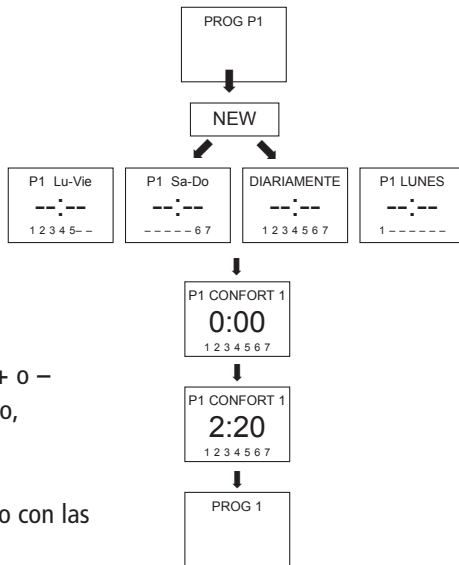 PROG P1
NEW
P1 Lu-Vie
--:--
1 2 3 4 5 – –
P1 Sa-Do
--:--
– – – – – 6 7
DIARIAMENTE
--:--
1 2 3 4 5 6 7
P1 LUNES
--:--
1 – – – – – –
P1 CONFORT 1
0:00
1 2 3 4 5 6 7
+ o –
o,
P1 CONFORT 1
2:20
1 2 3 4 5 6 7
o con las
PROG 1